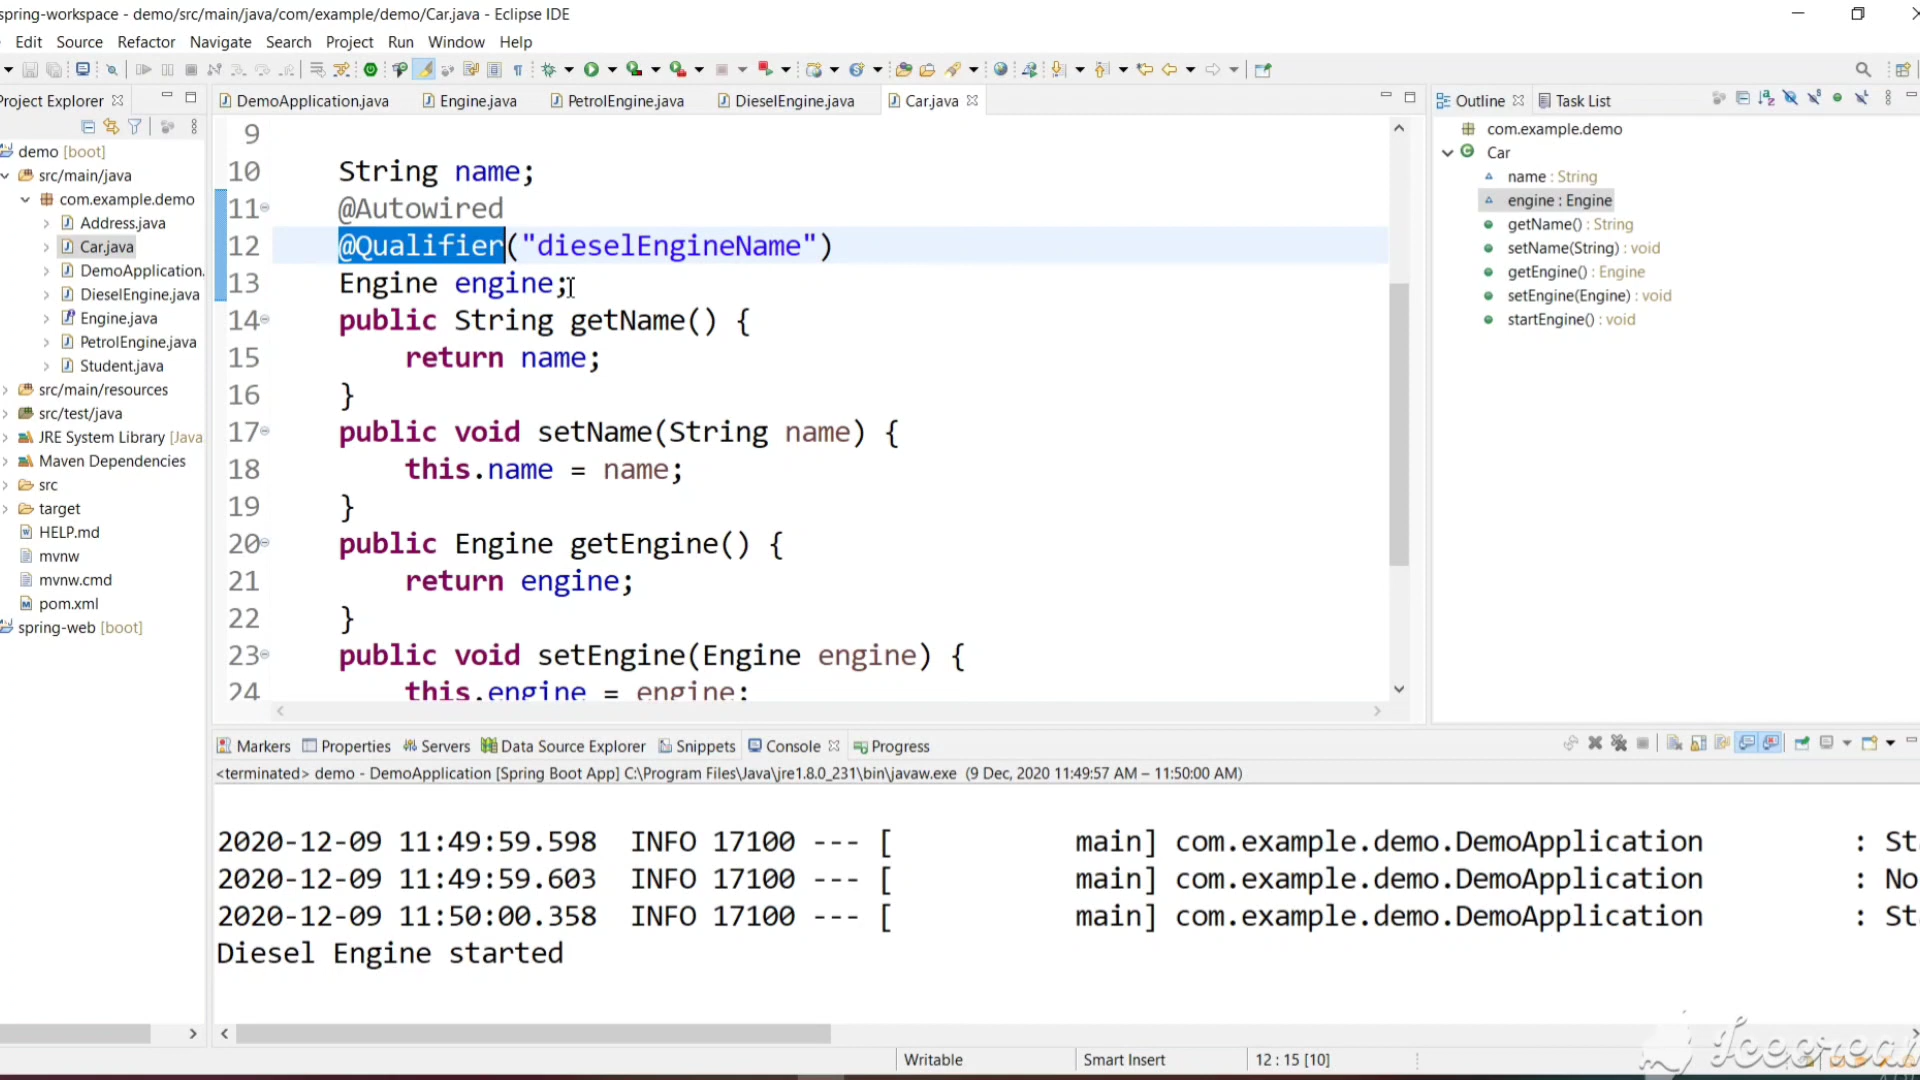 spring-workspace - demo/src/main/java/com/example/demo/Car.java - Eclipse IDE
Edit Source Refactor Navigate Search Project Run Window Help
Project Explorer
DemoApplication.java Engine.java PetrolEngine.java DieselEngine.java Car.java
Outline Task List
demo [boot]
src/main/java
com.example.demo
Address.java
Car.java
DemoApplication.
DieselEngine.java
Engine.java
PetrolEngine.java
Student.java
src/main/resources
src/test/java
JRE System Library [Java
Maven Dependencies
src
target
HELP.md
mvnw
mvnw.cmd
pom.xml
spring-web [boot]
9
10 String name;
11 @Autowired
12 @Qualifier("dieselEngineName")
13 Engine engine;
14 public String getName() {
15 return name;
16 }
17 public void setName(String name) {
18 this.name = name;
19 }
20 public Engine getEngine() {
21 return engine;
22 }
23 public void setEngine(Engine engine) {
24 this.engine = engine;
com.example.demo
Car
name : String
engine : Engine
getName() : String
setName(String) : void
getEngine() : Engine
setEngine(Engine) : void
startEngine() : void
Markers Properties Servers Data Source Explorer Snippets Console Progress
<terminated> demo - DemoApplication [Spring Boot App] C:\Program Files\Java\jre1.8.0_231\bin\javaw.exe (9 Dec, 2020 11:49:57 AM – 11:50:00 AM)
2020-12-09 11:49:59.598 INFO 17100 --- [ main] com.example.demo.DemoApplication : St
2020-12-09 11:49:59.603 INFO 17100 --- [ main] com.example.demo.DemoApplication : No
2020-12-09 11:50:00.358 INFO 17100 --- [ main] com.example.demo.DemoApplication : St
Diesel Engine started
Writable Smart Insert 12 : 15 [10]